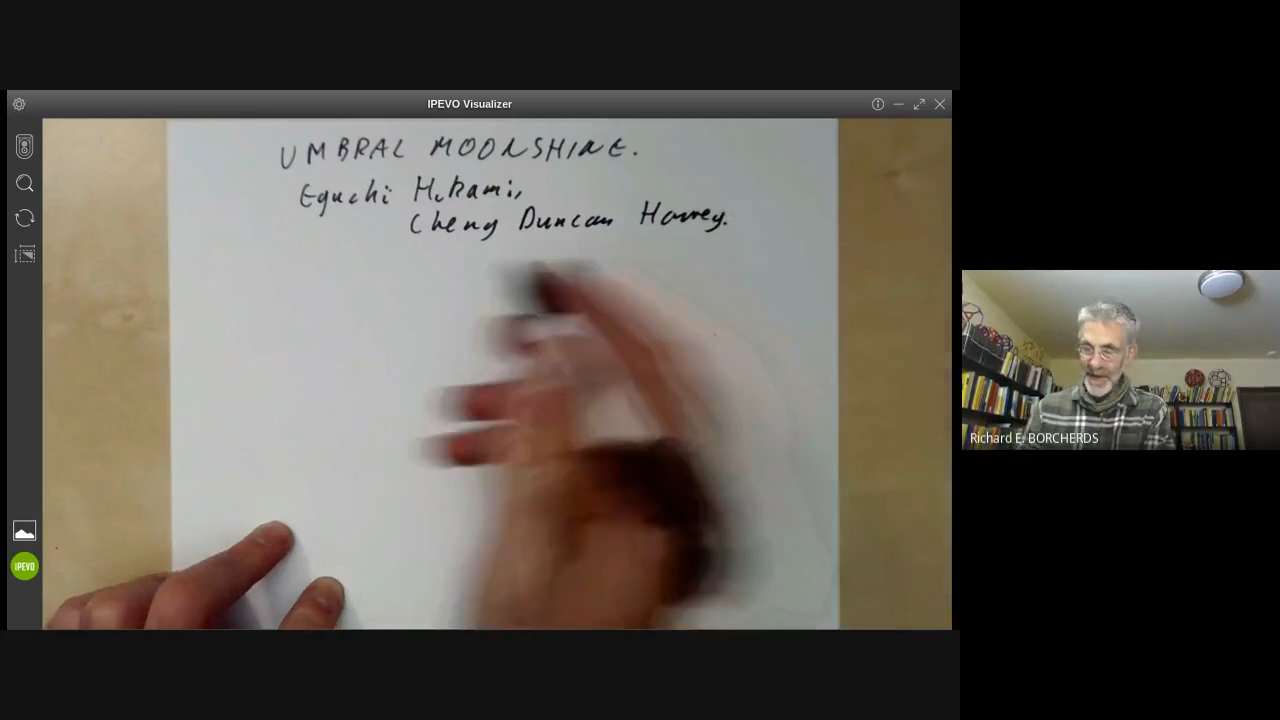 IPEVO Visualizer
UMBRAL MOONSHINE.
Eguchi Hikami,
Cheng Duncan Harvey.
Richard E. BORCHERDS
IPEVO